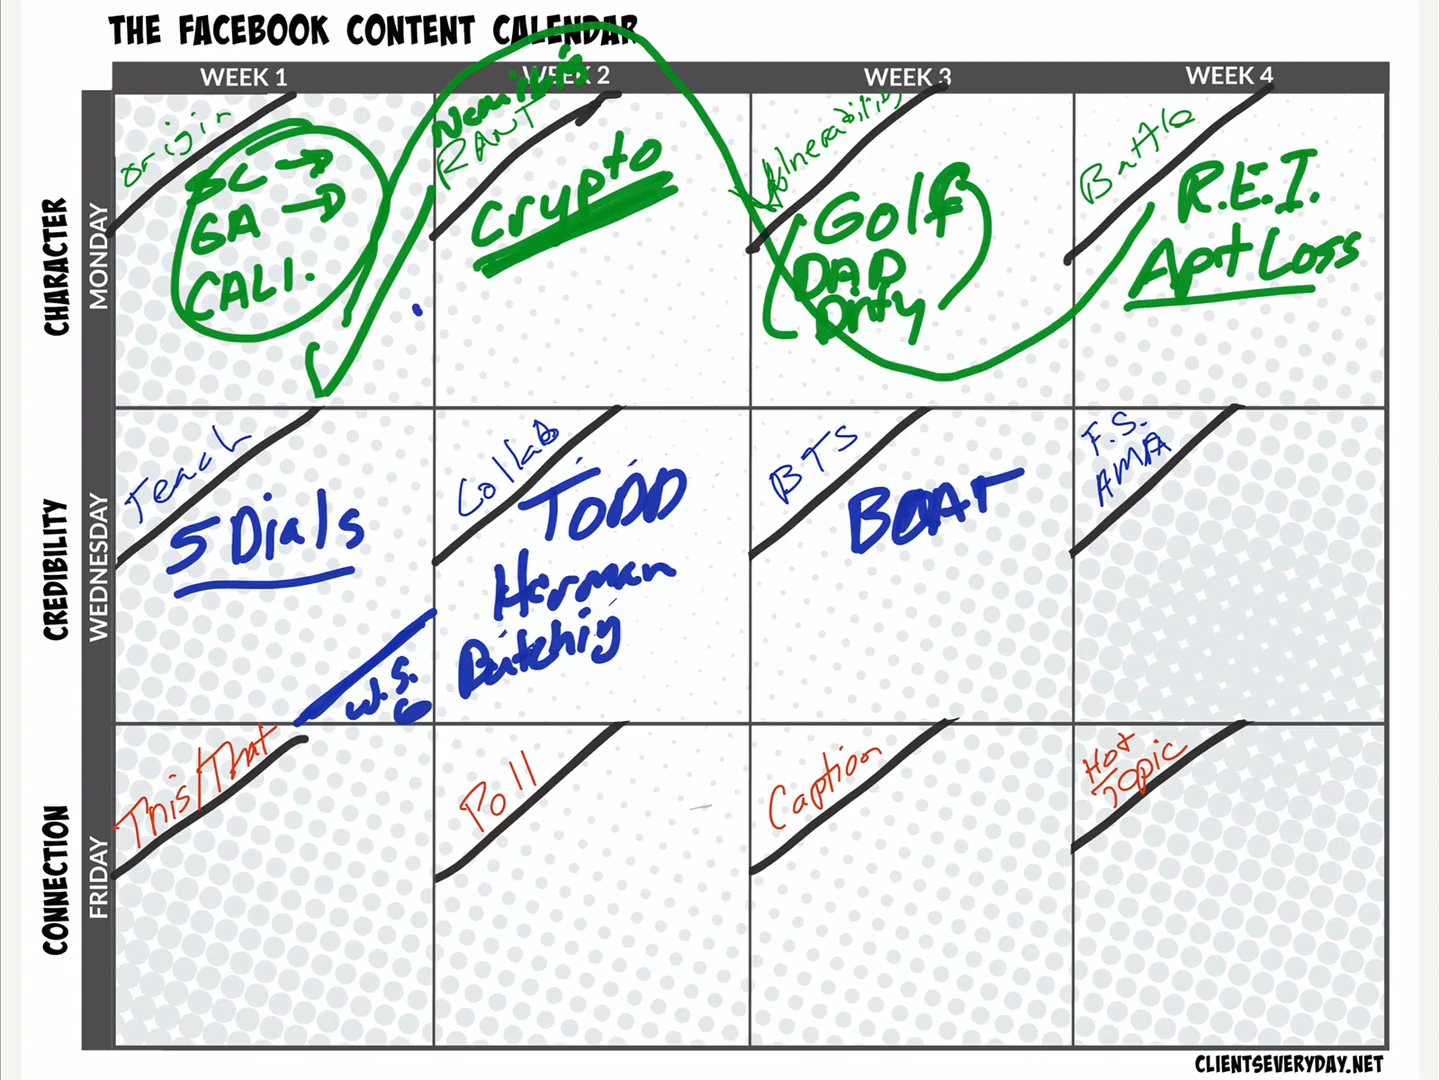 THE FACEBOOK CONTENT CALENDAR
WEEK 1
WEEK 2
WEEK 3
WEEK 4
CHARACTER
MONDAY
origin
SC →
GA →
CALI.
RANT
Crypto
Vulnerability
Golf
DAD
Battle
R.E.I.
Apt Loss
CREDIBILITY
WEDNESDAY
Teach
5 Dials
W.S.
Collab
TODD
Herman
BTS
BOAT
F.S.
AMA
CONNECTION
FRIDAY
This/That
Poll
Caption
Hot
Topic
CLIENTSEVERYDAY.NET